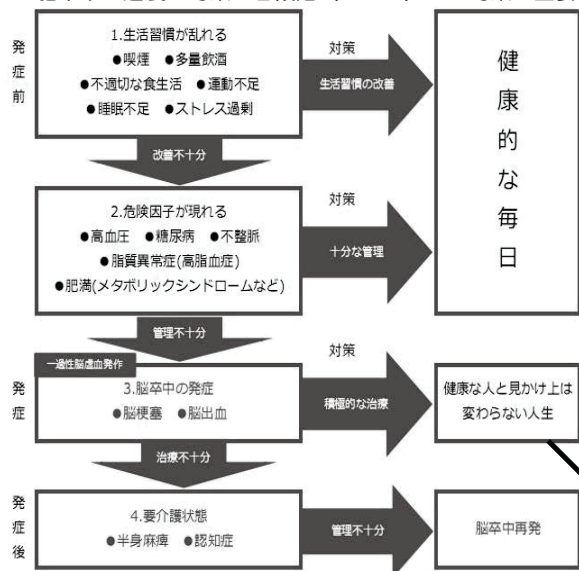 発症前
1.生活習慣が乱れる
●喫煙 ●多量飲酒
●不適切な食生活 ●運動不足
●睡眠不足 ●ストレス過剰
対策
生活習慣の改善
健康的な毎日
改善不十分
2.危険因子が現れる
●高血圧 ●糖尿病 ●不整脈
●脂質異常症(高脂血症)
●肥満(メタボリックシンドロームなど)
対策
十分な管理
管理不十分
一過性脳虚血発作
発症
3.脳卒中の発症
●脳梗塞 ●脳出血
対策
積極的な治療
健康な人と見かけ上は
変わらない人生
治療不十分
発症後
4.要介護状態
●半身麻痺 ●認知症
管理不十分
脳卒中再発